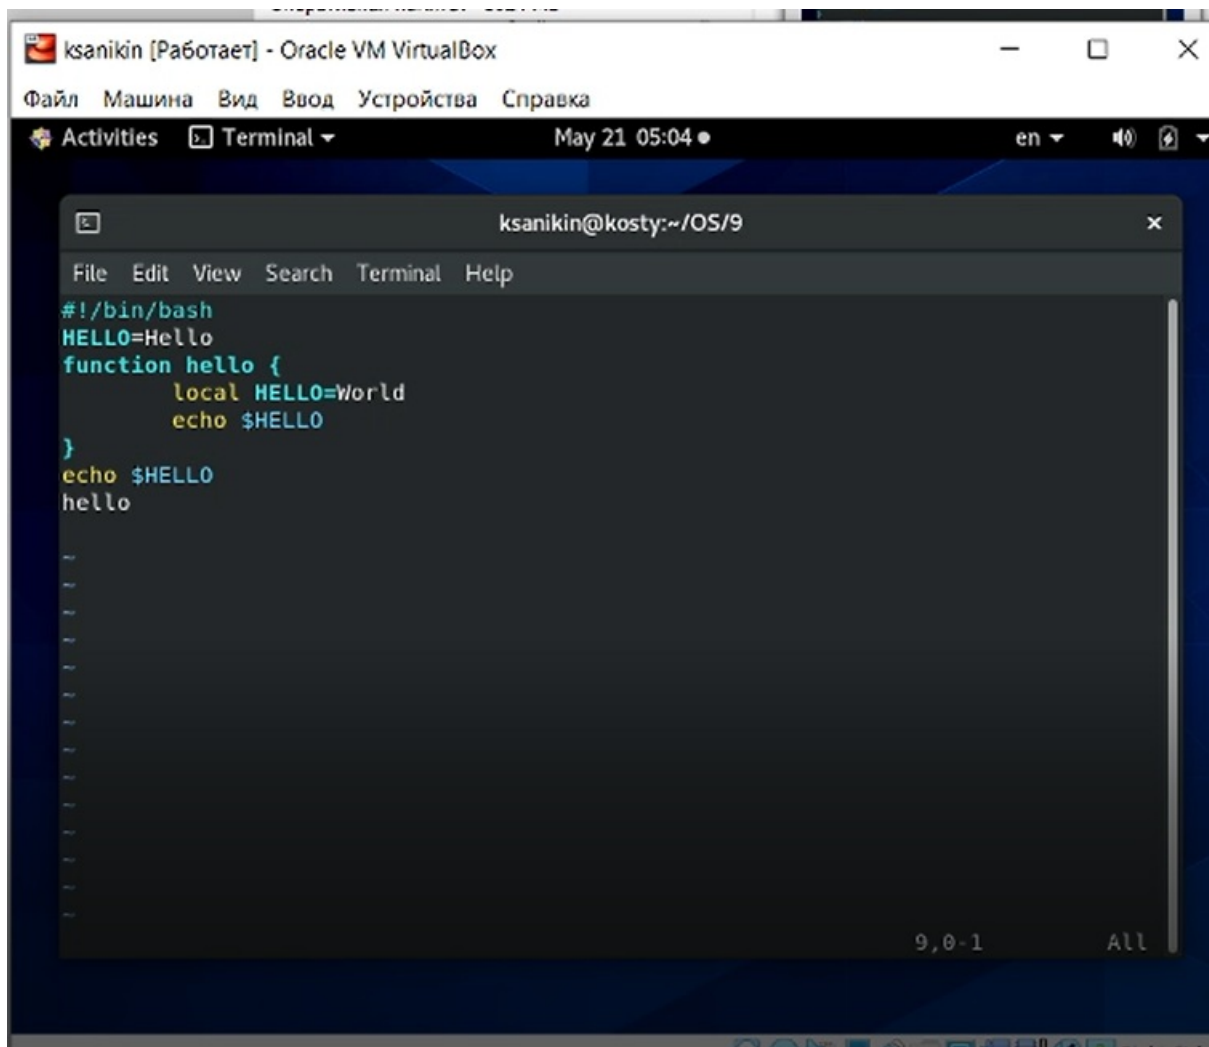 ksanikin [Работает] - Oracle VM VirtualBox
Файл Машина Вид Ввод Устройства Справка
Activities Terminal May 21 05:04 en
ksanikin@kosty:~/OS/9
File Edit View Search Terminal Help
#!/bin/bash
HELLO=Hello
function hello {
        local HELLO=World
        echo $HELLO
}
echo $HELLO
hello
~
~
~
~
~
~
~
~
~
~
~
~
~
~
9,0-1 All